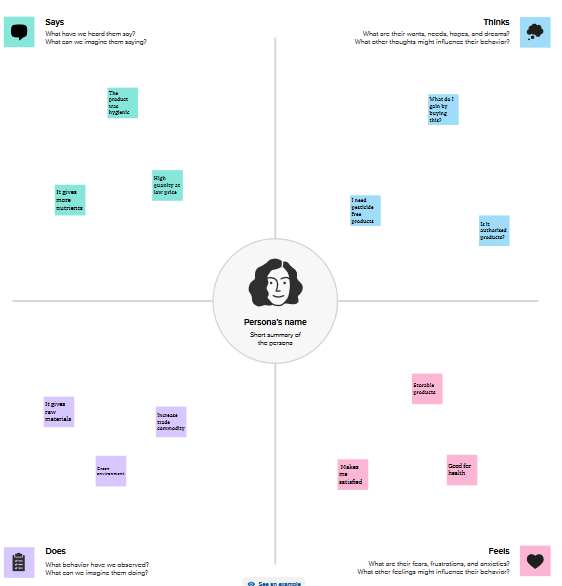 Says
What have we heard them say?
What can we imagine them saying?
Thinks
What are their wants, needs, hopes, and dreams?
What other thoughts might influence their behavior?
The
product
was
hygienic
It gives
more
nutrients
High
quantity at
low price
What do I
gain by
buying
this?
I need
pesticide
free
products
Is it
authorised
products?
Persona's name
Short summary of
the persona
It gives
raw
materials
Increase
trade
commodity
Green
environment
Storable
products
Makes
me
satisfied
Good for
health
Does
What behavior have we observed?
What can we imagine them doing?
Feels
What are their fears, frustrations, and anxieties?
What other feelings might influence their behavior?
See an example